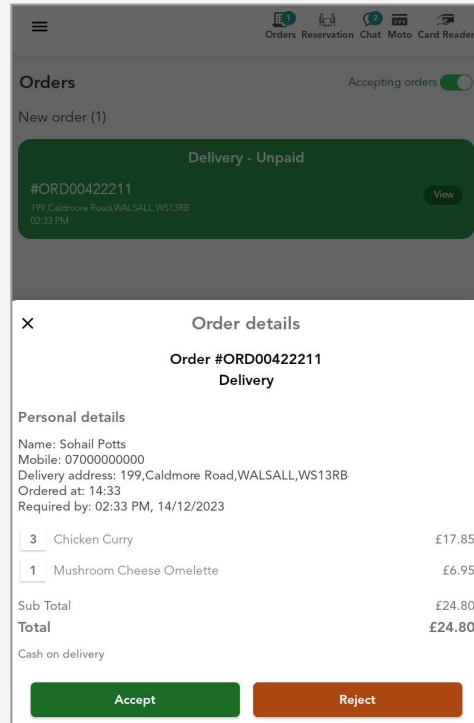 1
2
Orders Reservation Chat Moto Card Reader
Orders
Accepting orders
New order (1)
Delivery - Unpaid
#ORD00422211
View
199,Caldmore Road,WALSALL,WS13RB
02:33 PM
Order details
Order #ORD00422211
Delivery
Personal details
Name: Sohail Potts
Mobile: 07000000000
Delivery address: 199,Caldmore Road,WALSALL,WS13RB
Ordered at: 14:33
Required by: 02:33 PM, 14/12/2023
3 Chicken Curry £17.85
1 Mushroom Cheese Omelette £6.95
Sub Total £24.80
Total £24.80
Cash on delivery
Accept Reject